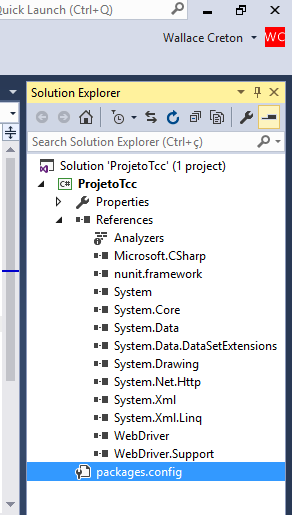 Quick Launch (Ctrl+Q)
Wallace Creton
WC
Solution Explorer
Search Solution Explorer (Ctrl+ç)
Solution 'ProjetoTcc' (1 project)
C# ProjetoTcc
Properties
References
Analyzers
Microsoft.CSharp
nunit.framework
System
System.Core
System.Data
System.Data.DataSetExtensions
System.Drawing
System.Net.Http
System.Xml
System.Xml.Linq
WebDriver
WebDriver.Support
packages.config